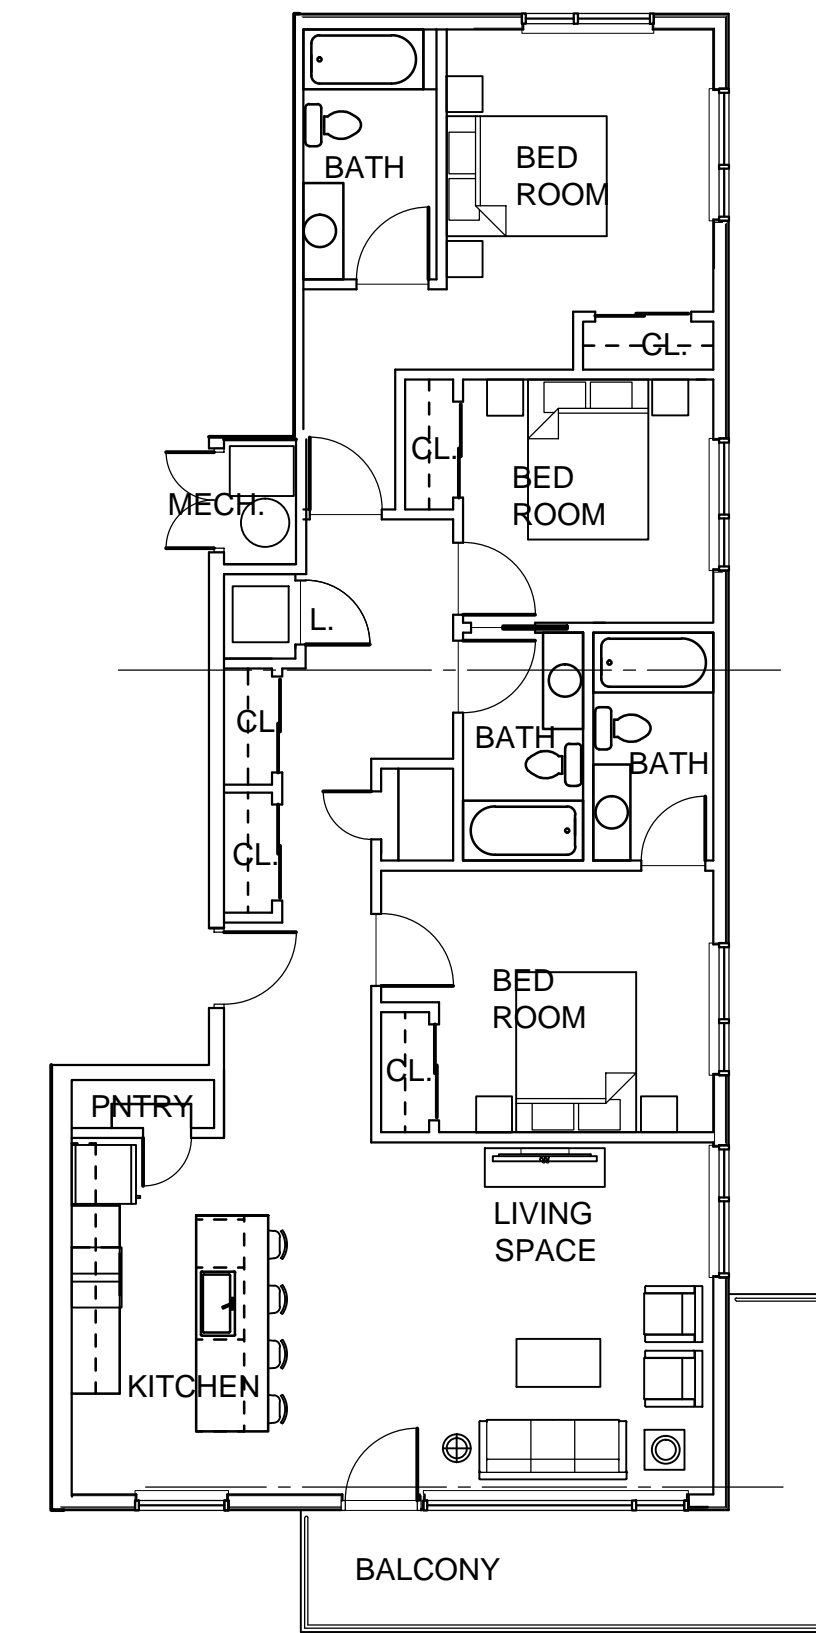 BATH
BED
ROOM
CL.
CL.
BED
ROOM
MECH.
L.
CL.
BATH
BATH
CL.
BED
ROOM
CL.
PNTRY
LIVING
SPACE
KITCHEN
BALCONY